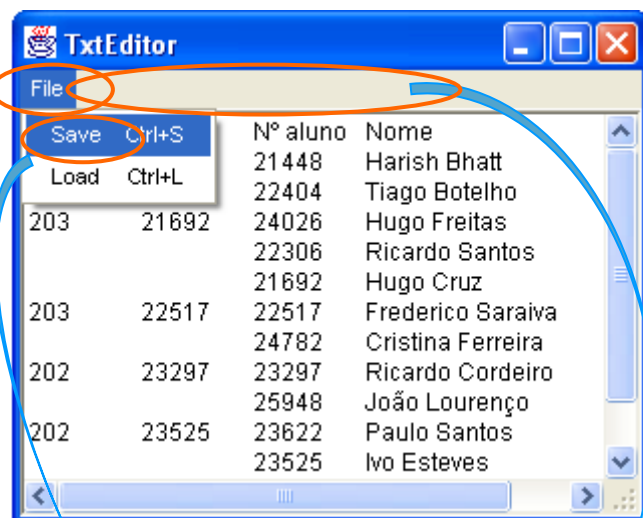 TxtEditor
File
Save Ctrl+S
Load Ctrl+L
Nº aluno Nome
21448 Harish Bhatt
22404 Tiago Botelho
203 21692 24026 Hugo Freitas
22306 Ricardo Santos
21692 Hugo Cruz
203 22517 22517 Frederico Saraiva
24782 Cristina Ferreira
202 23297 23297 Ricardo Cordeiro
25948 João Lourenço
202 23525 23622 Paulo Santos
23525 Ivo Esteves